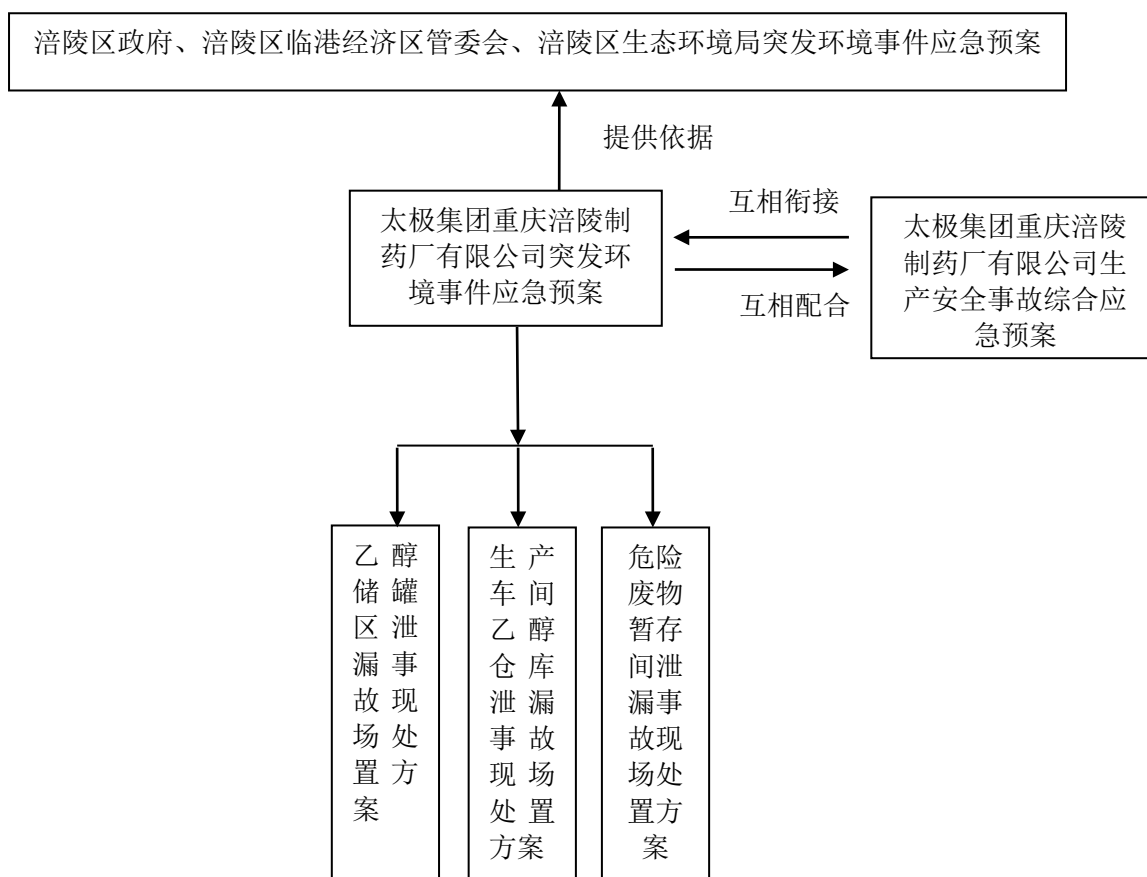 涪陵区政府、涪陵区临港经济区管委会、涪陵区生态环境局突发环境事件应急预案
提供依据
太极集团重庆涪陵制
药厂有限公司突发环
境事件应急预案
互相衔接
互相配合
太极集团重庆涪陵
制药厂有限公司生
产安全事故综合应
急预案
乙醇
储罐
区泄
漏事
故现
场处
置方
案
生产
车间
乙醇
仓库
泄漏
事故
现场
处置
方案
危险
废物
暂存
间泄
漏事
故现
场处
置方
案